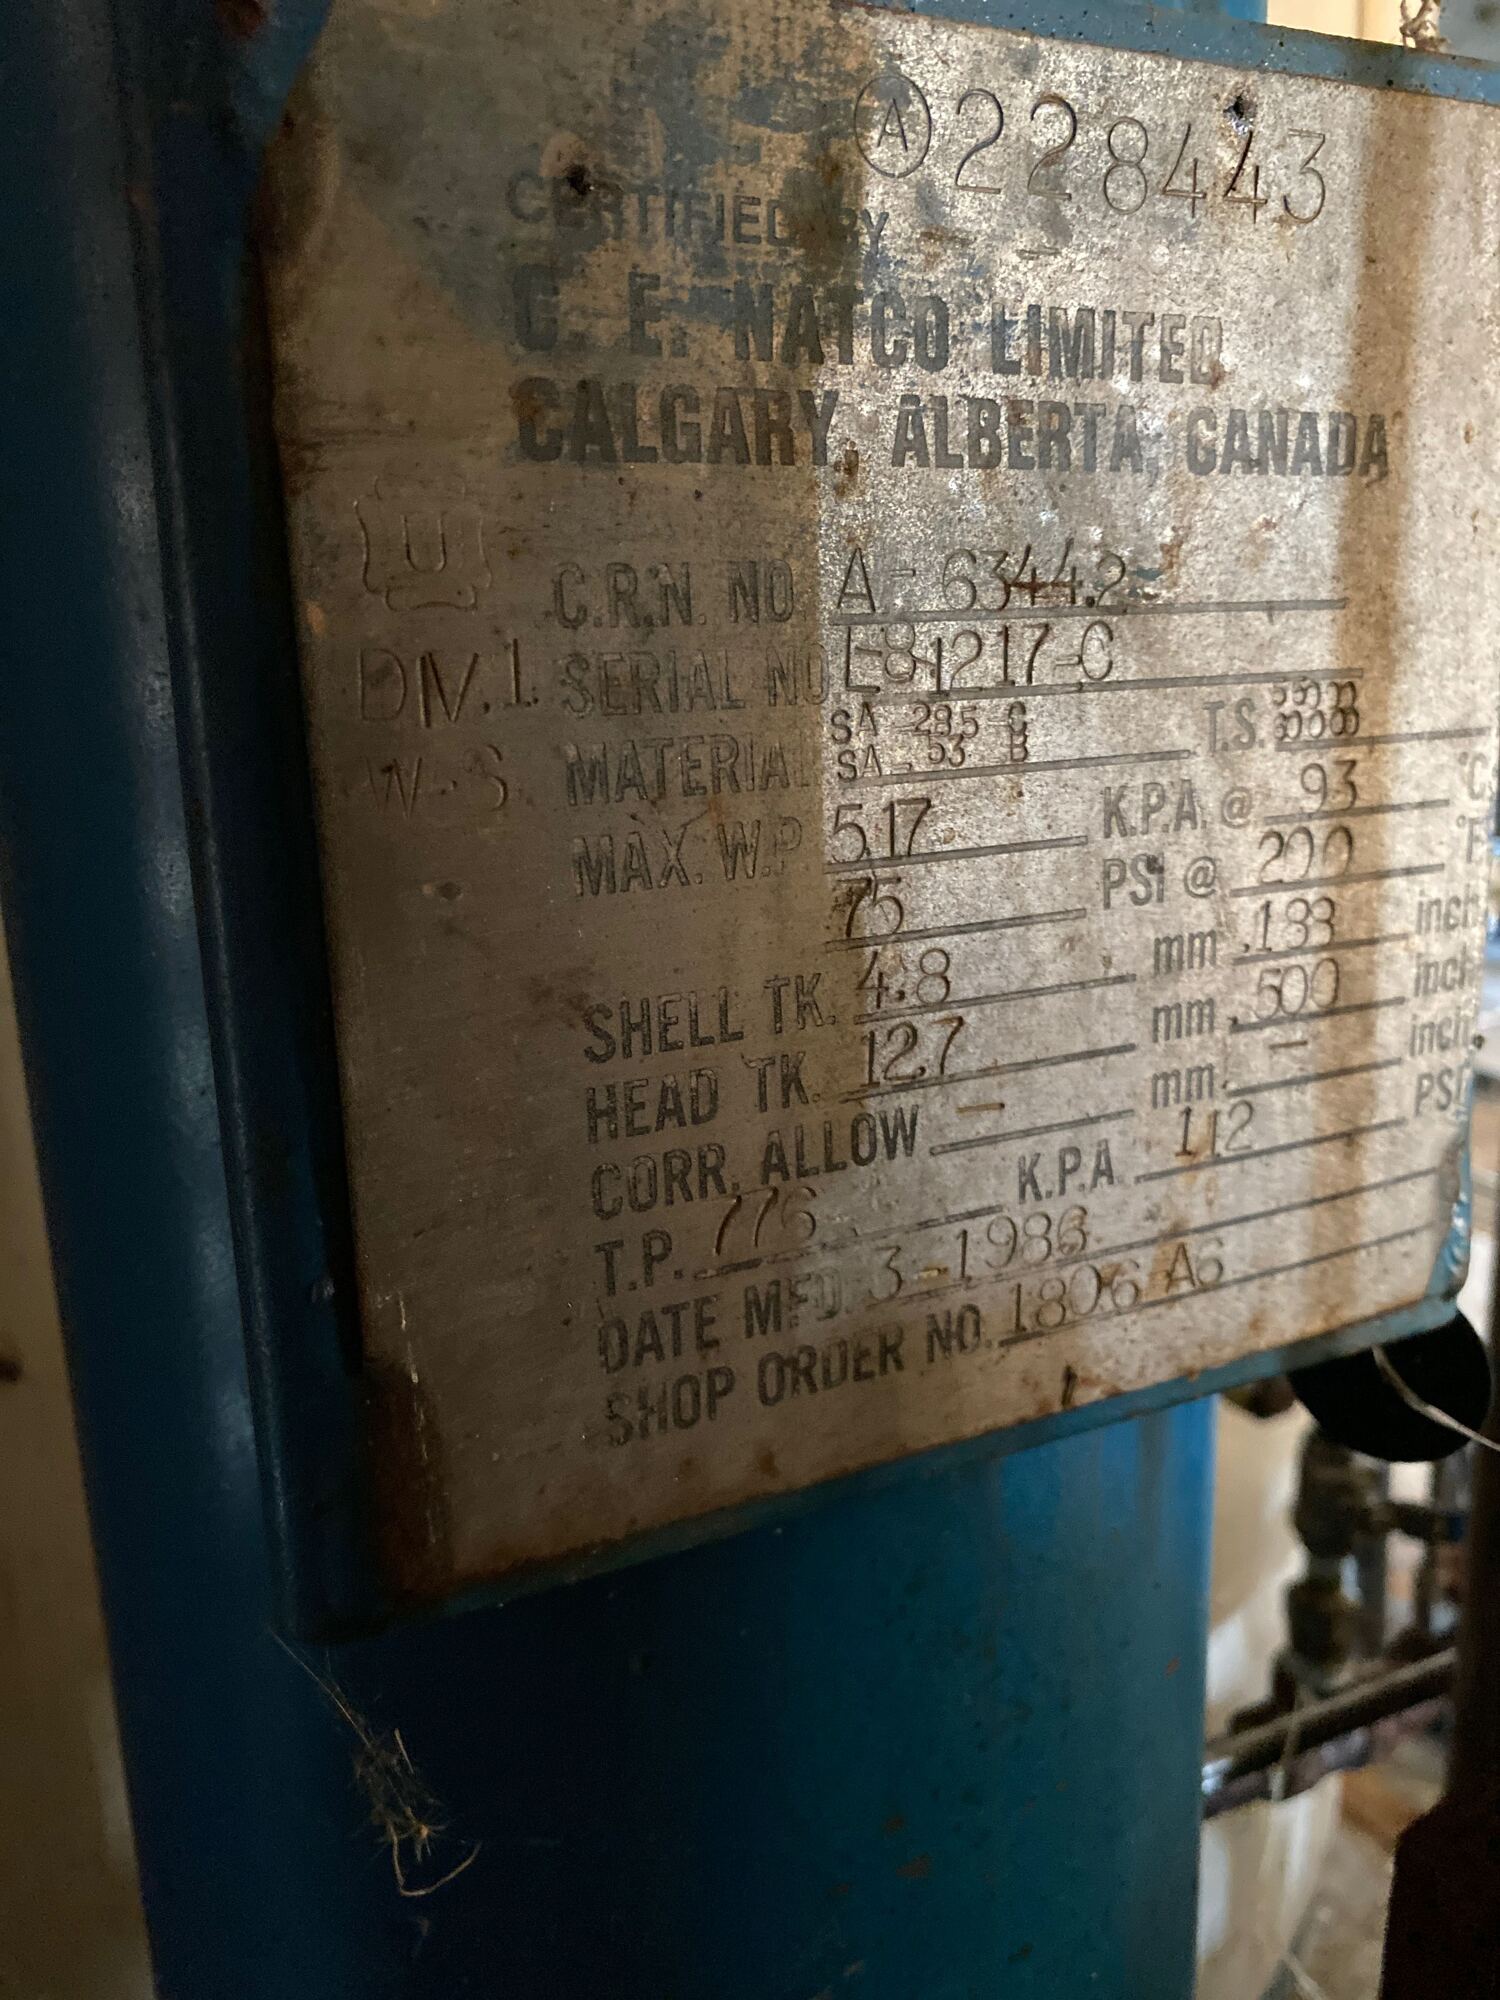 Ⓐ 228443
CERTIFIED BY
C. E. NATCO LIMITED
CALGARY, ALBERTA, CANADA
U
DIV.1
W-S
C.R.N. NO A-6344.2
SERIAL NO L-81217-C
MATERIAL SA-285-C
SA-53 B
T.S.
MAX. W.P. 517 K.P.A. @ 93 °C
75 PSI @ 200 °F
SHELL TK. 4.8 mm .188 inch
HEAD TK. 12.7 mm .500 inch
CORR. ALLOW - mm. - inch.
T.P. 776 K.P.A. 112 PSI
DATE MFD. 3-1986
SHOP ORDER NO. 1806 A6